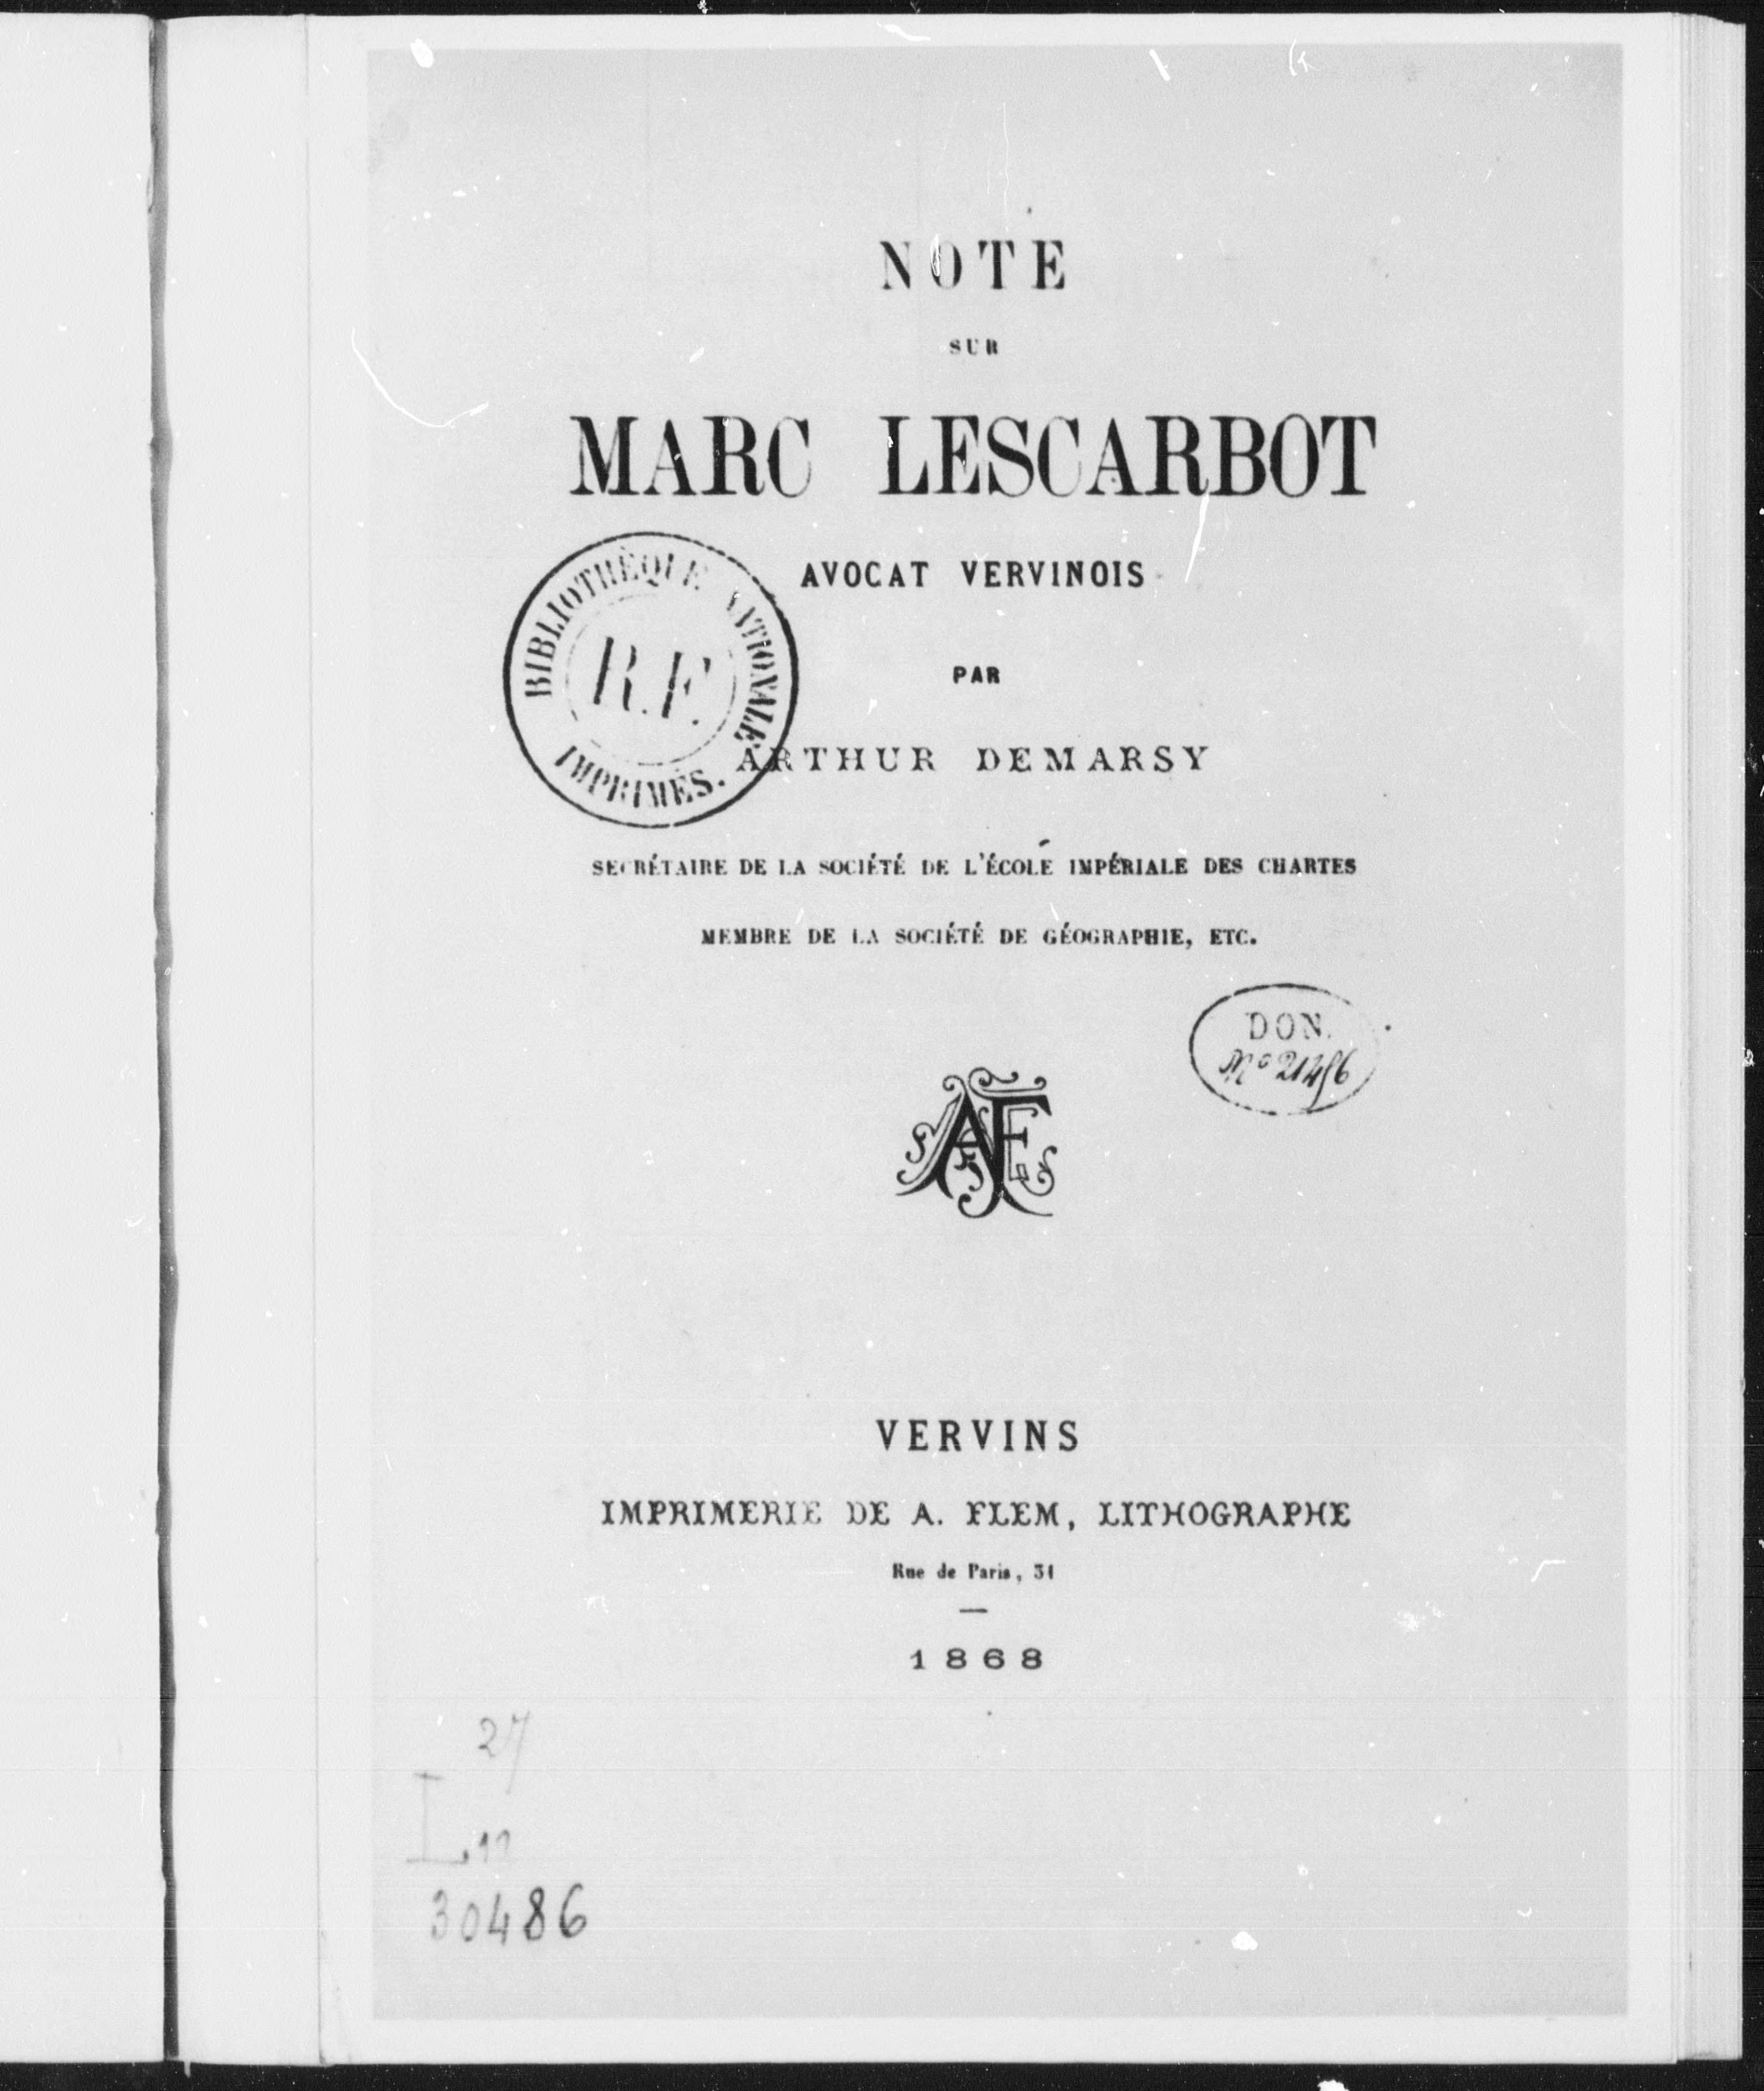 NOTE
SUR
MARC LESCARBOT
AVOCAT VERVINOIS
BIBLIOTHÈQUE NATIONALE
R.F.
IMPRIMÉS.
PAR
ARTHUR DEMARSY
SECRÉTAIRE DE LA SOCIÉTÉ DE L'ÉCOLE IMPÉRIALE DES CHARTES
MEMBRE DE LA SOCIÉTÉ DE GÉOGRAPHIE, ETC.
DON.
VERVINS
IMPRIMERIE DE A. FLEM, LITHOGRAPHE
Rue de Paris, 31
1868
27
L
30486